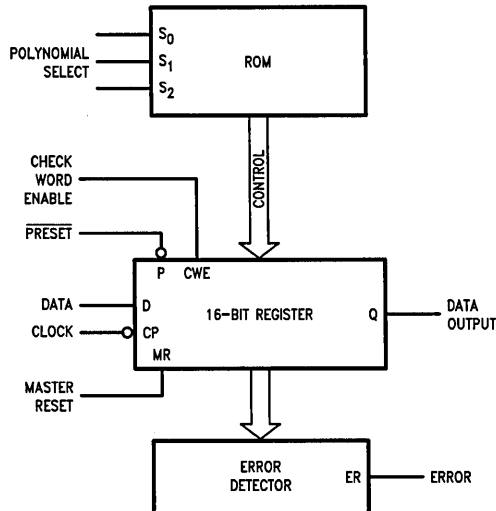 S0
POLYNOMIAL
SELECT
S1
S2
ROM
CONTROL
CHECK
WORD
ENABLE
PRESET
P
CWE
DATA
D
16-BIT REGISTER
Q
DATA
OUTPUT
CLOCK
CP
MR
MASTER
RESET
ERROR
DETECTOR
ER
ERROR